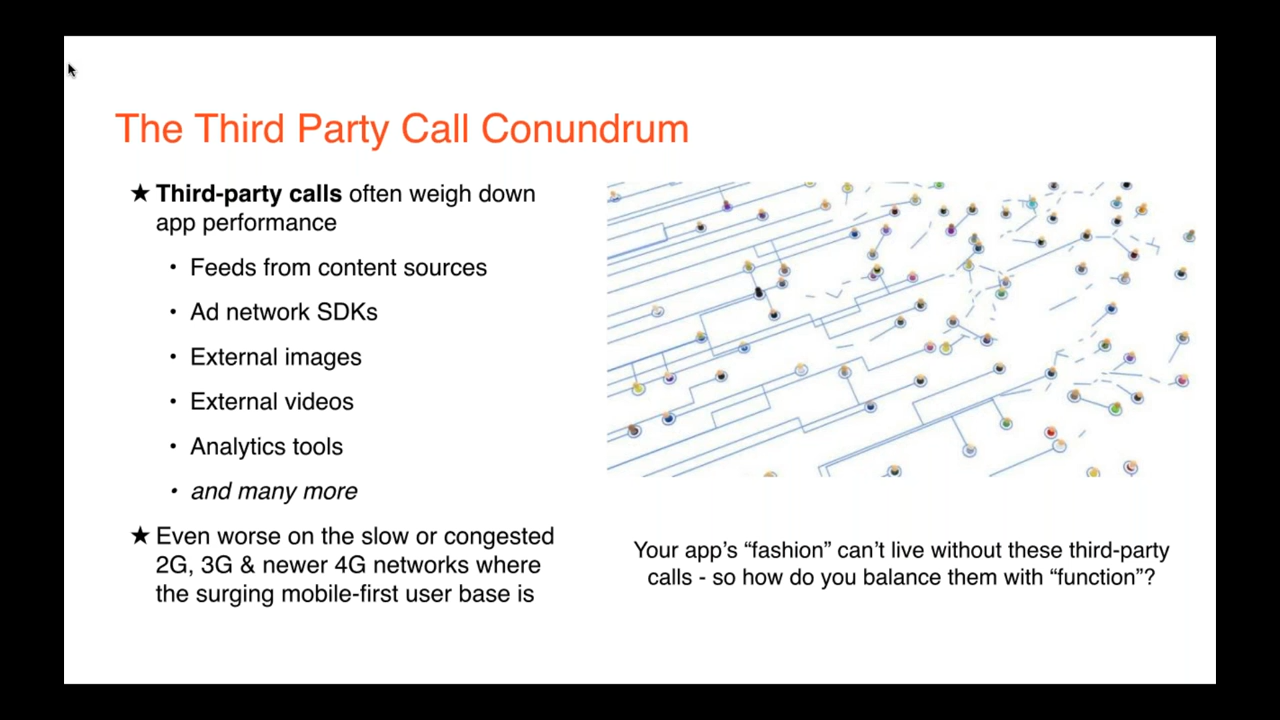 The Third Party Call Conundrum
★ Third-party calls often weigh down
app performance
• Feeds from content sources
• Ad network SDKs
• External images
• External videos
• Analytics tools
• and many more
★ Even worse on the slow or congested
2G, 3G & newer 4G networks where
the surging mobile-first user base is
Your app’s “fashion” can’t live without these third-party
calls - so how do you balance them with “function”?